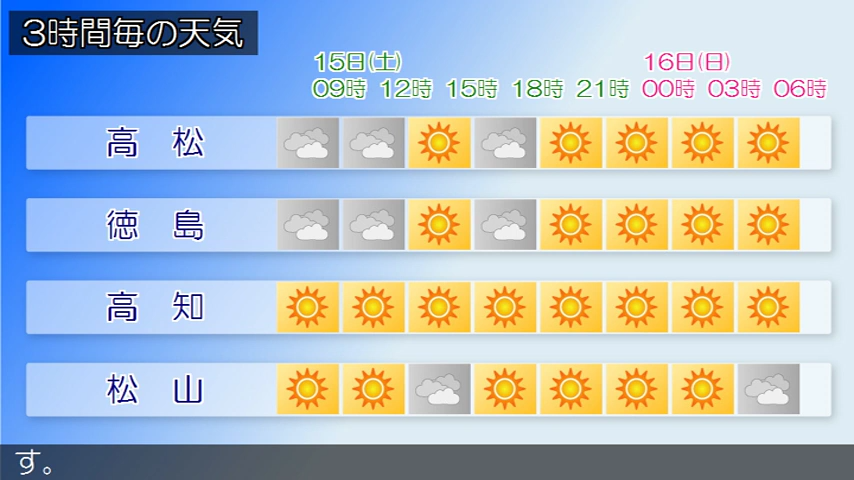 3時間毎の天気
15日(土) 16日(日)
09時 12時 15時 18時 21時 00時 03時 06時
高 松
徳 島
高 知
松 山
す。